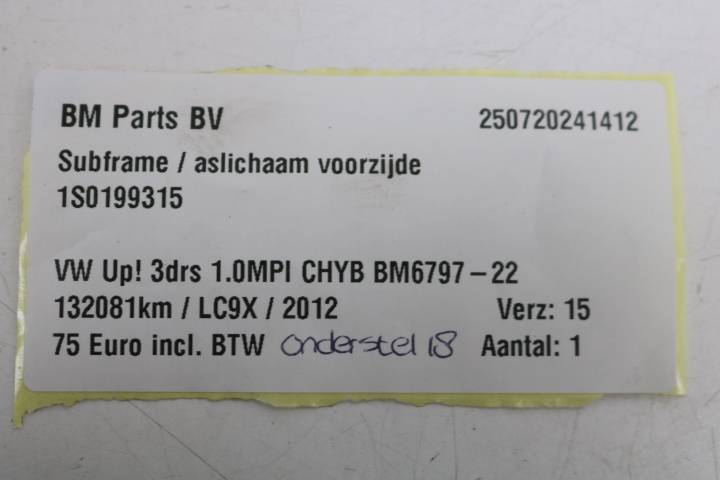 BM Parts BV 250720241412
Subframe / aslichaam voorzijde
1S0199315
VW Up! 3drs 1.0MPI CHYB BM6797-22
132081km / LC9X / 2012 Verz: 15
75 Euro incl. BTW onderstel 18 Aantal: 1